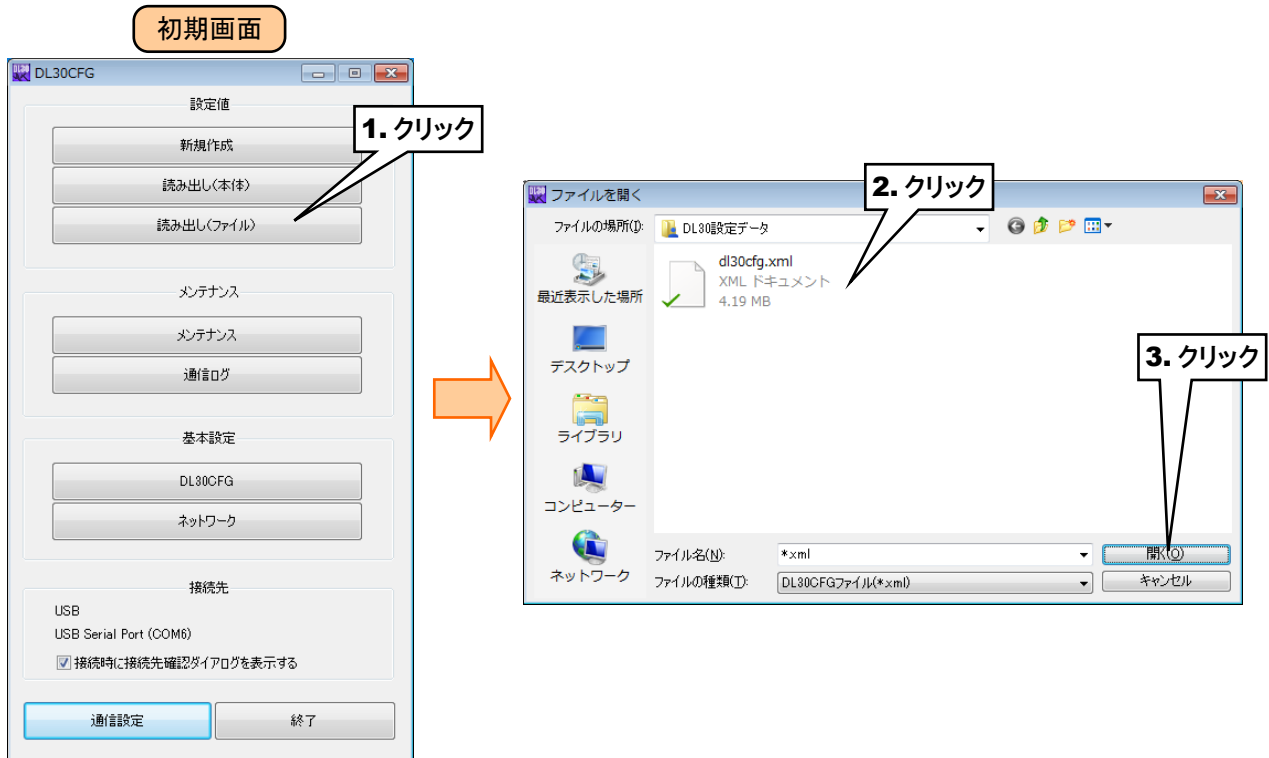 初期画面
DL30CFG
設定値
1. クリック
新規作成
読み出し(本体)
読み出し(ファイル)
メンテナンス
メンテナンス
通信ログ
基本設定
DL30CFG
ネットワーク
接続先
USB
USB Serial Port (COM6)
接続時に接続先確認ダイアログを表示する
通信設定
終了
2. クリック
ファイルを開く
ファイルの場所(I):
DL30設定データ
dl30cfg.xml
XML ドキュメント
4.19 MB
最近表示した場所
デスクトップ
ライブラリ
コンピューター
ネットワーク
3. クリック
ファイル名(N):
*.xml
開く(O)
ファイルの種類(T):
DL30CFGファイル(*.xml)
キャンセル